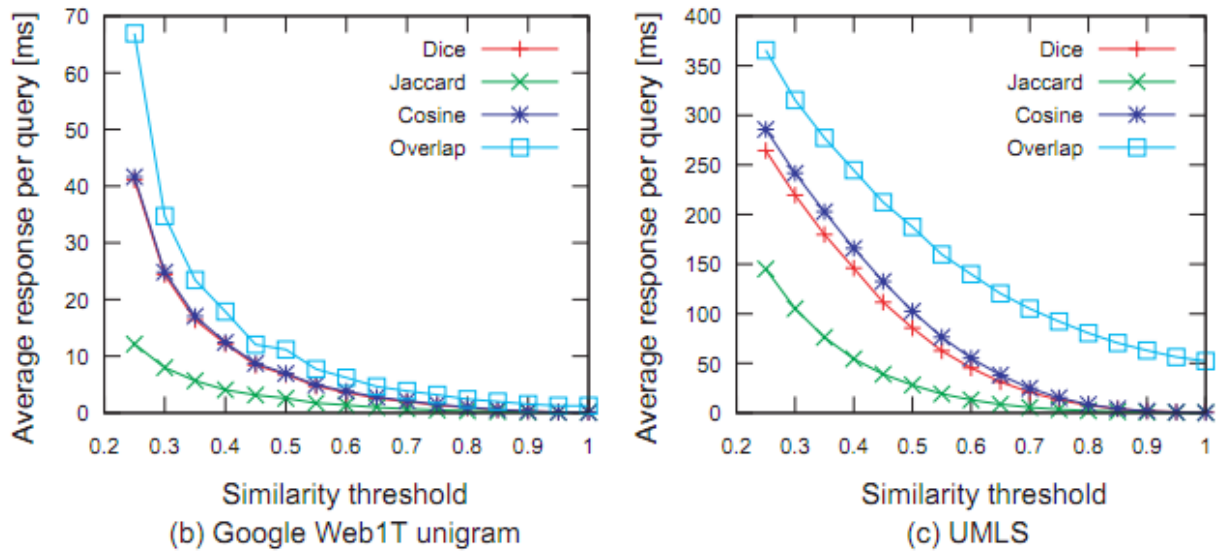 Average response per query [ms]
70
60
50
40
30
20
10
0
Dice
Jaccard
Cosine
Overlap
0.2 0.3 0.4 0.5 0.6 0.7 0.8 0.9 1
Similarity threshold
(b) Google Web1T unigram
Average response per query [ms]
400
350
300
250
200
150
100
50
0
Dice
Jaccard
Cosine
Overlap
0.2 0.3 0.4 0.5 0.6 0.7 0.8 0.9 1
Similarity threshold
(c) UMLS